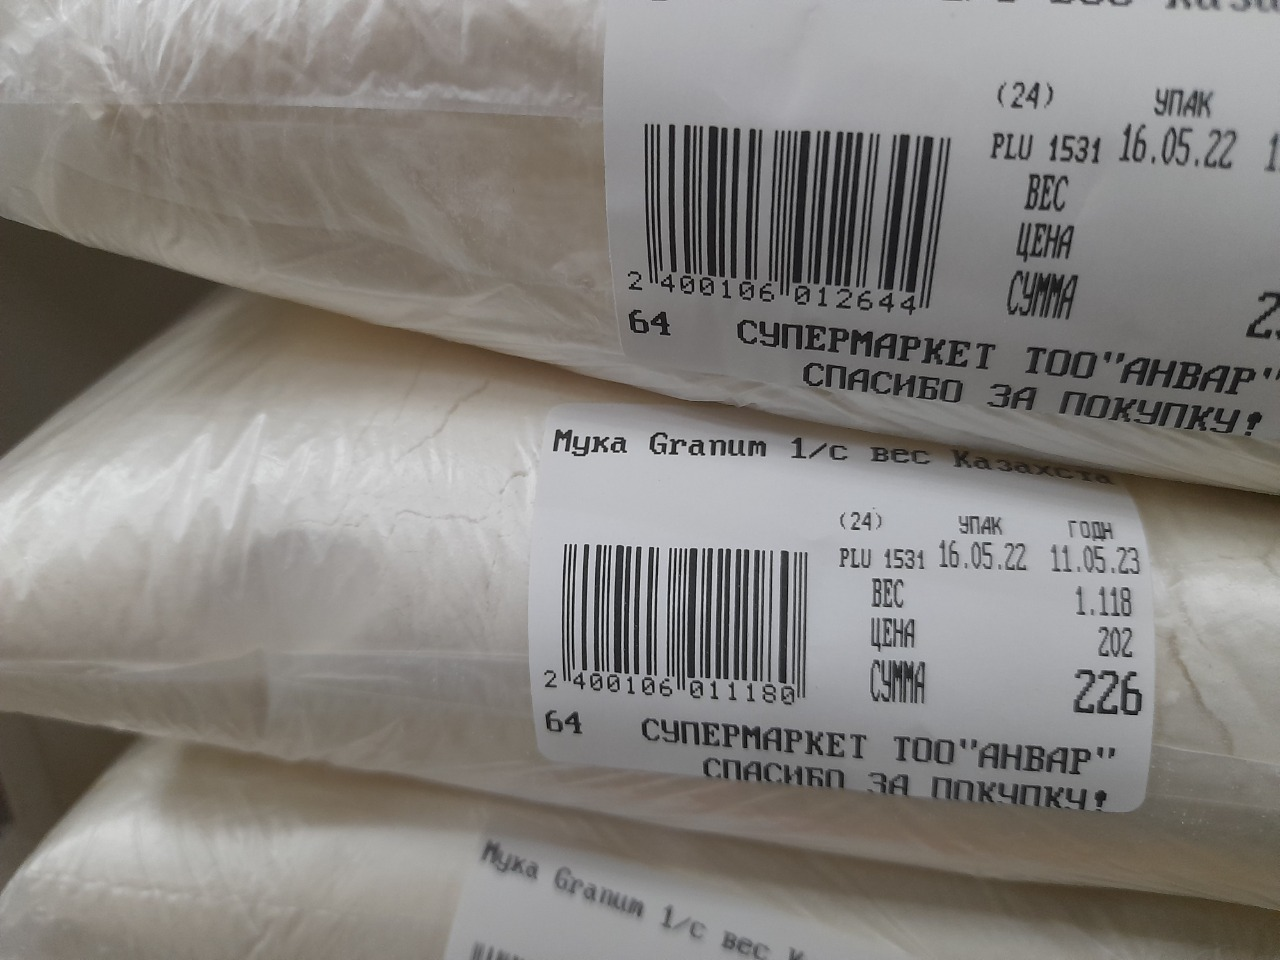 1/с вес Каза
(24) УПАК
PLU 1531 16.05.22
ВЕС
ЦЕНА
СУММА
2 400106 012644
64 СУПЕРМАРКЕТ ТОО"АНВАР"
СПАСИБО ЗА ПОКУПКУ!
Мука Granum 1/с вес Казахста
(24) УПАК ГОДН
PLU 1531 16.05.22 11.05.23
ВЕС 1.118
ЦЕНА 202
СУММА 226
2 400106 011180
64 СУПЕРМАРКЕТ ТОО"АНВАР"
СПАСИБО ЗА ПОКУПКУ!
Мука Granum 1/с вес К